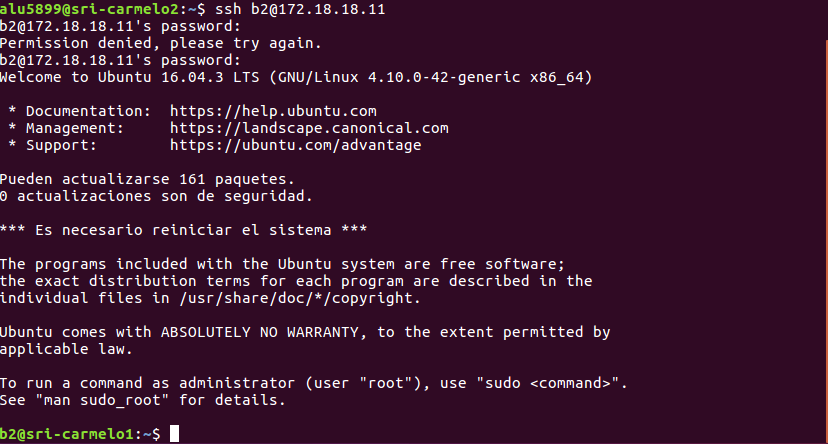 alu5899@sri-carmelo2:~$ ssh b2@172.18.18.11
b2@172.18.18.11's password:
Permission denied, please try again.
b2@172.18.18.11's password:
Welcome to Ubuntu 16.04.3 LTS (GNU/Linux 4.10.0-42-generic x86_64)
* Documentation:  https://help.ubuntu.com
* Management:     https://landscape.canonical.com
* Support:        https://ubuntu.com/advantage
Pueden actualizarse 161 paquetes.
0 actualizaciones son de seguridad.
*** Es necesario reiniciar el sistema ***
The programs included with the Ubuntu system are free software;
the exact distribution terms for each program are described in the
individual files in /usr/share/doc/*/copyright.
Ubuntu comes with ABSOLUTELY NO WARRANTY, to the extent permitted by
applicable law.
To run a command as administrator (user "root"), use "sudo <command>".
See "man sudo_root" for details.
b2@sri-carmelo1:~$